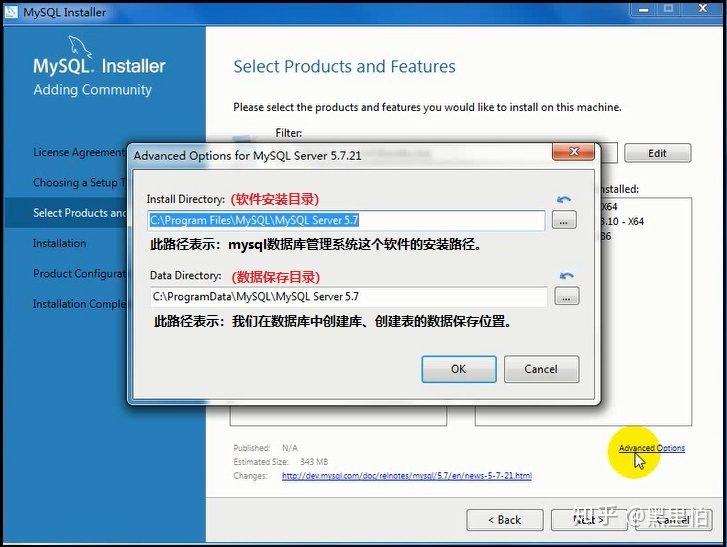 MySQL Installer
MySQL. Installer
Adding Community
License Agreement
Choosing a Setup T
Select Products and
Installation
Product Configurat
Installation Comple
Select Products and Features
Please select the products and features you would like to install on this machine.
Filter:
Edit
Advanced Options for MySQL Server 5.7.21
Install Directory: (软件安装目录)
C:\Program Files\MySQL\MySQL Server 5.7
...
此路径表示：mysql数据库管理系统这个软件的安装路径。
Data Directory: (数据保存目录)
C:\ProgramData\MySQL\MySQL Server 5.7
...
此路径表示：我们在数据库中创建库、创建表的数据保存位置。
OK Cancel
nstalled:
X64
3.10 - X64
86
Published: N/A
Estimated Size: 343 MB
Changes: http://dev.mysql.com/doc/relnotes/mysql/5.7/en/news-5-7-21.html
Advanced Options
< Back Next > Cancel
知乎 @黑里怕